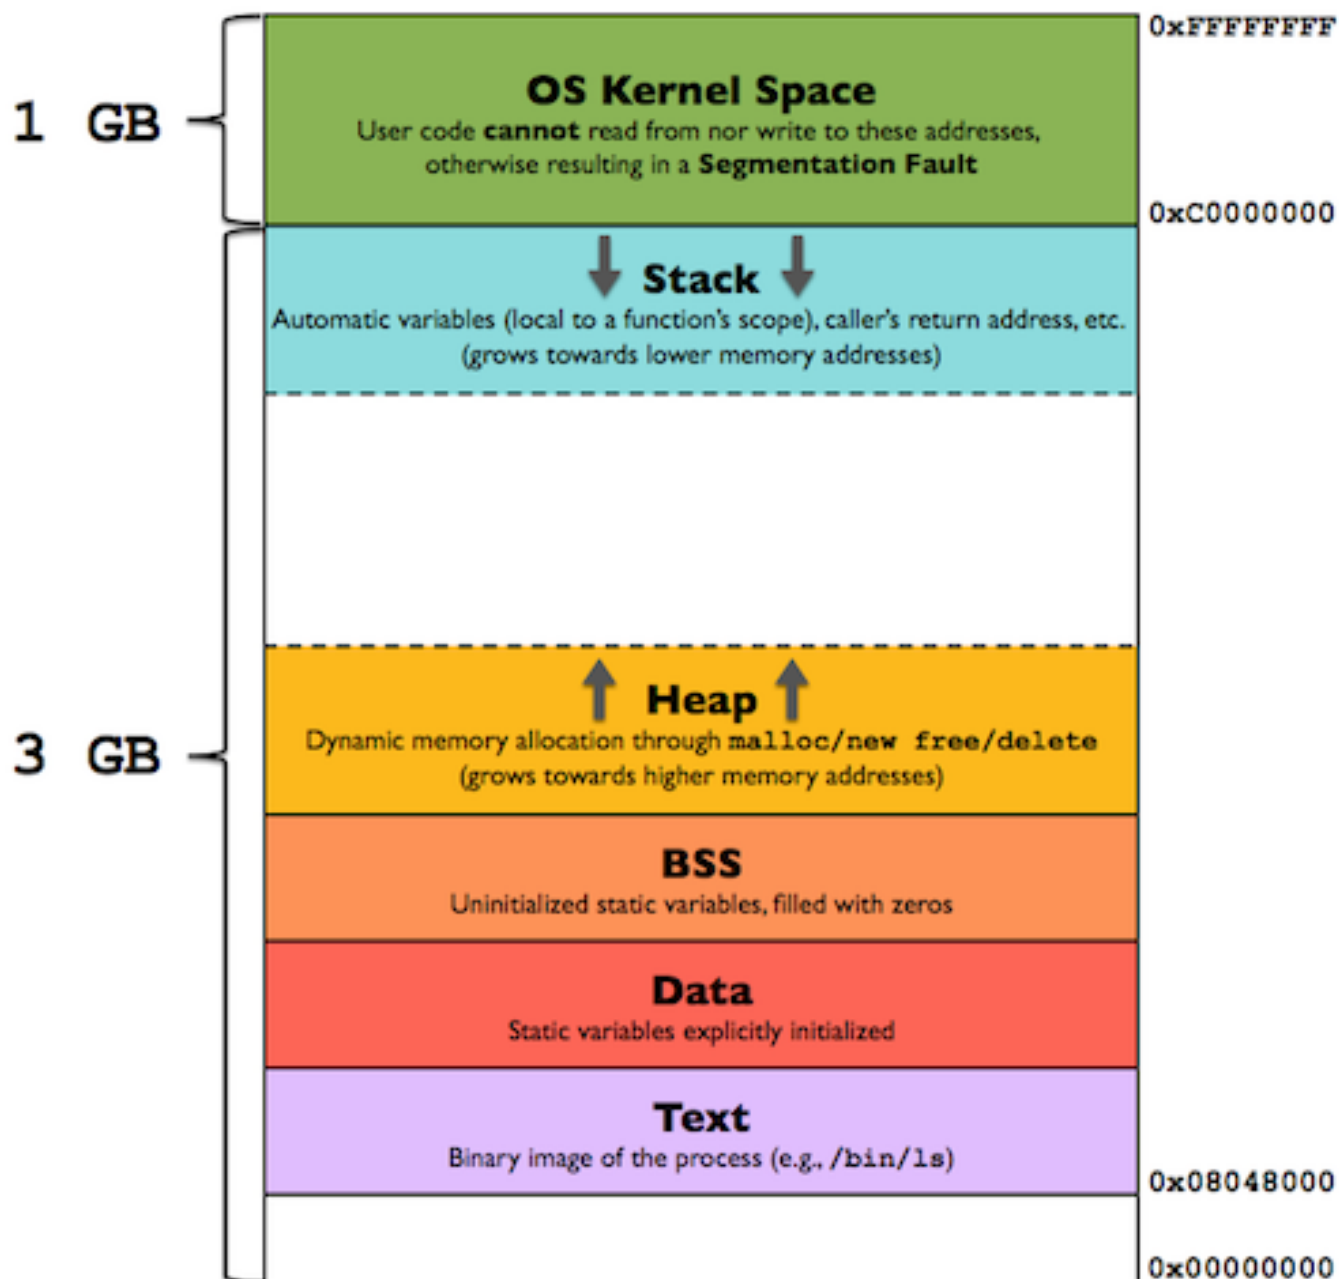 0xFFFFFFFF
1 GB
OS Kernel Space
User code cannot read from nor write to these addresses,
otherwise resulting in a Segmentation Fault
0xC0000000
Stack
Automatic variables (local to a function's scope), caller's return address, etc.
(grows towards lower memory addresses)
3 GB
Heap
Dynamic memory allocation through malloc/new free/delete
(grows towards higher memory addresses)
BSS
Uninitialized static variables, filled with zeros
Data
Static variables explicitly initialized
Text
Binary image of the process (e.g., /bin/ls)
0x08048000
0x00000000